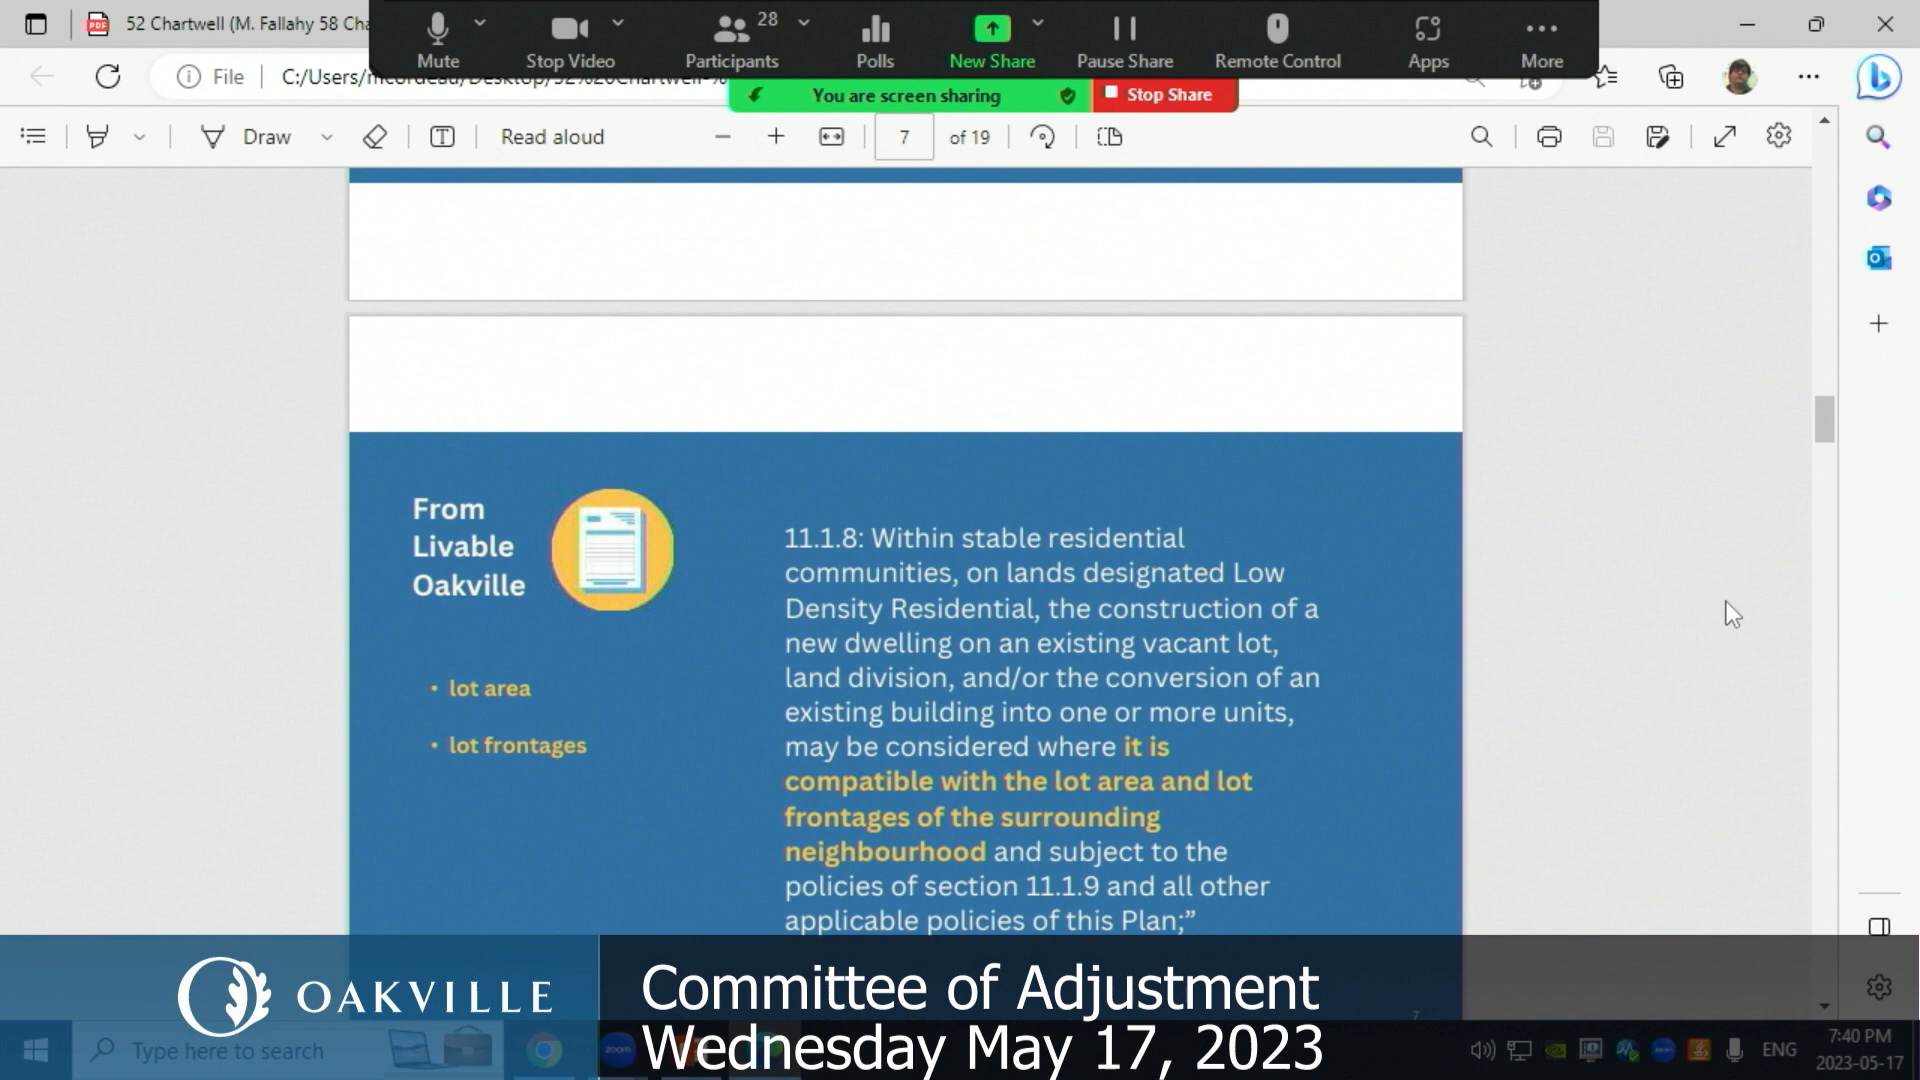 52 Chartwell (M. Fallahy 58 Cha
Mute
Stop Video
28
Participants
Polls
New Share
Pause Share
Remote Control
Apps
More
File
C:/Users/mcordeau/Desktop/52%20Chartwell
You are screen sharing
Stop Share
Draw
Read aloud
7
of 19
From
Livable
Oakville
• lot area
• lot frontages
11.1.8: Within stable residential
communities, on lands designated Low
Density Residential, the construction of a
new dwelling on an existing vacant lot,
land division, and/or the conversion of an
existing building into one or more units,
may be considered where it is
compatible with the lot area and lot
frontages of the surrounding
neighbourhood and subject to the
policies of section 11.1.9 and all other
applicable policies of this Plan;”
7
OAKVILLE
Committee of Adjustment
Wednesday May 17, 2023
Type here to search
zoom
ENG
7:40 PM
2023-05-17